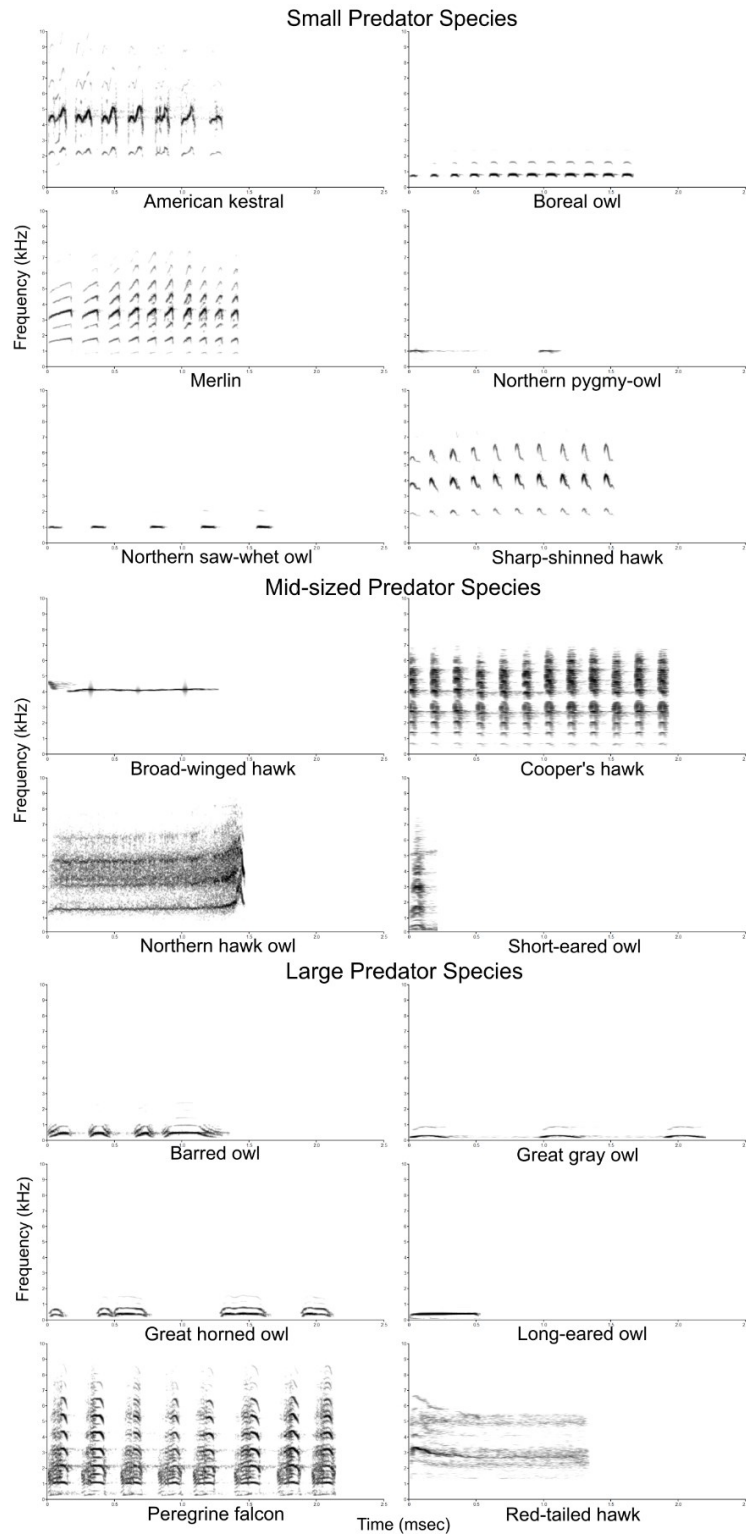 Small Predator Species
American kestral
Boreal owl
Frequency (kHz)
Merlin
Northern pygmy-owl
Northern saw-whet owl
Sharp-shinned hawk
Mid-sized Predator Species
Broad-winged hawk
Cooper's hawk
Frequency (kHz)
Northern hawk owl
Short-eared owl
Large Predator Species
Barred owl
Great gray owl
Frequency (kHz)
Great horned owl
Long-eared owl
Peregrine falcon
Red-tailed hawk
Time (msec)